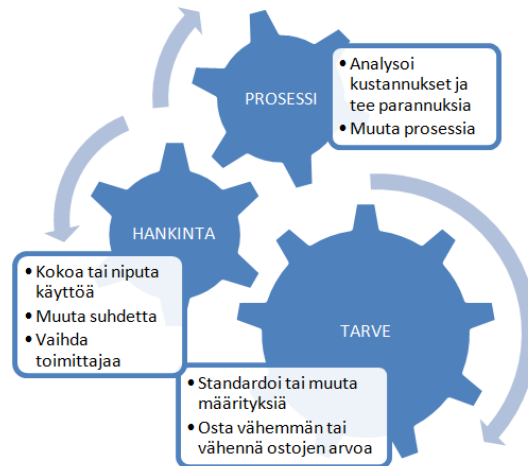 PROSESSI
• Analysoi
kustannukset ja
tee parannuksia
• Muuta prosessia
HANKINTA
• Kokoa tai niputa
käyttöä
• Muuta suhdetta
• Vaihda
toimittajaa
TARVE
• Standardoi tai muuta
määrityksiä
• Osta vähemmän tai
vähennä ostojen arvoa